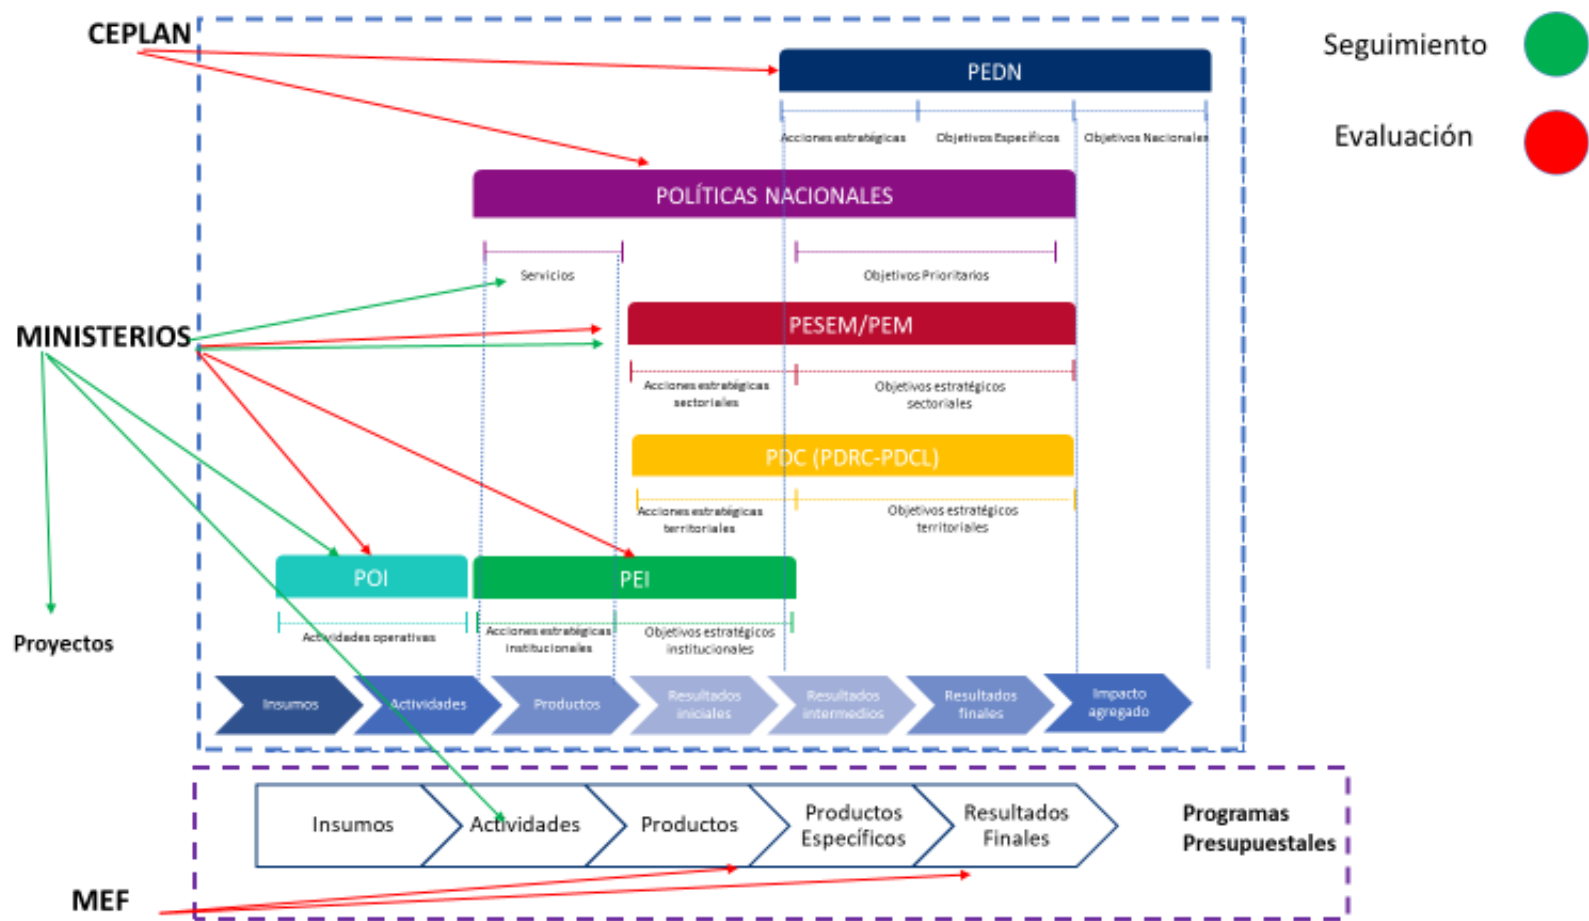 CEPLAN
Seguimiento
PEDN
Acciones estratégicas
Objetivos Específicos
Objetivos Nacionales
Evaluación
POLÍTICAS NACIONALES
Servicios
Objetivos Prioritarios
MINISTERIOS
PESEM/PEM
Acciones estratégicas
sectoriales
Objetivos estratégicos
sectoriales
PDC (PDRC-PDCL)
Acciones estratégicas
territoriales
Objetivos estratégicos
territoriales
POI
PEI
Proyectos
Actividades operativas
Acciones estratégicas
institucionales
Objetivos estratégicos
institucionales
Insumos
Actividades
Productos
Resultados
iniciales
Resultados
intermedios
Resultados
finales
Impacto
agregado
Insumos
Actividades
Productos
Productos
Específicos
Resultados
Finales
Programas
Presupuestales
MEF